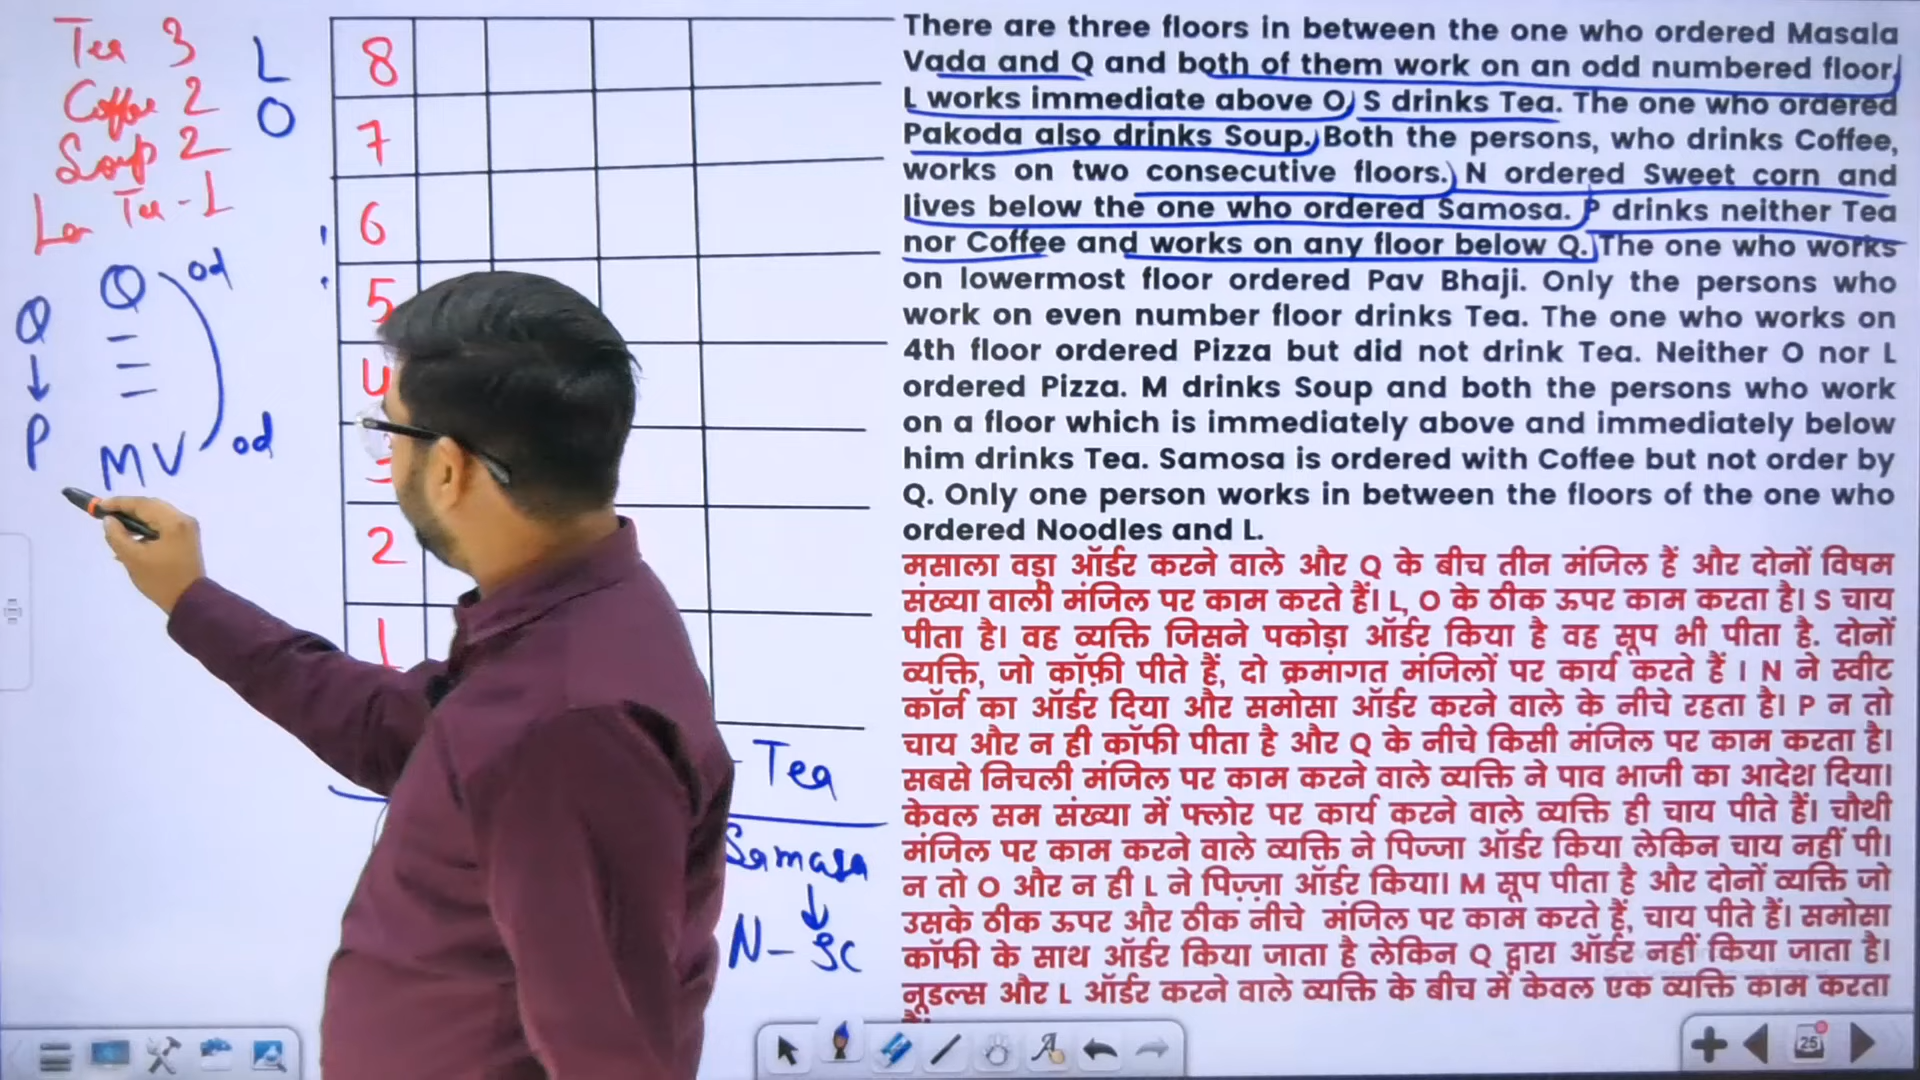 Tea 3
Coffee 2
Soup 2
Tea - 1
L
O
8
7
6
5
4
2
1
Q
od
Q
P
MV
od
Tea
Samasa
N - SC
There are three floors in between the one who ordered Masala
Vada and Q and both of them work on an odd numbered floor.
L works immediate above O. S drinks Tea. The one who ordered
Pakoda also drinks Soup. Both the persons, who drinks Coffee,
works on two consecutive floors. N ordered Sweet corn and
lives below the one who ordered Samosa. P drinks neither Tea
nor Coffee and works on any floor below Q. The one who works
on lowermost floor ordered Pav Bhaji. Only the persons who
work on even number floor drinks Tea. The one who works on
4th floor ordered Pizza but did not drink Tea. Neither O nor L
ordered Pizza. M drinks Soup and both the persons who work
on a floor which is immediately above and immediately below
him drinks Tea. Samosa is ordered with Coffee but not order by
Q. Only one person works in between the floors of the one who
ordered Noodles and L.
मसाला वड़ा ऑर्डर करने वाले और Q के बीच तीन मंजिल हैं और दोनों विषम
संख्या वाली मंजिल पर काम करते हैं। L, O के ठीक ऊपर काम करता है। S चाय
पीता है। वह व्यक्ति जिसने पकोड़ा ऑर्डर किया है वह सूप भी पीता है. दोनों
व्यक्ति, जो कॉफ़ी पीते हैं, दो क्रमागत मंजिलों पर कार्य करते हैं । N ने स्वीट
कॉर्न का ऑर्डर दिया और समोसा ऑर्डर करने वाले के नीचे रहता है। P न तो
चाय और न ही कॉफी पीता है और Q के नीचे किसी मंजिल पर काम करता है।
सबसे निचली मंजिल पर काम करने वाले व्यक्ति ने पाव भाजी का आदेश दिया।
केवल सम संख्या में फ्लोर पर कार्य करने वाले व्यक्ति ही चाय पीते हैं। चौथी
मंजिल पर काम करने वाले व्यक्ति ने पिज्जा ऑर्डर किया लेकिन चाय नहीं पी।
न तो O और न ही L ने पिज़्ज़ा ऑर्डर किया। M सूप पीता है और दोनों व्यक्ति जो
उसके ठीक ऊपर और ठीक नीचे मंजिल पर काम करते हैं, चाय पीते हैं। समोसा
कॉफी के साथ ऑर्डर किया जाता है लेकिन Q द्वारा ऑर्डर नहीं किया जाता है।
नूडल्स और L ऑर्डर करने वाले व्यक्ति के बीच में केवल एक व्यक्ति काम करता
25